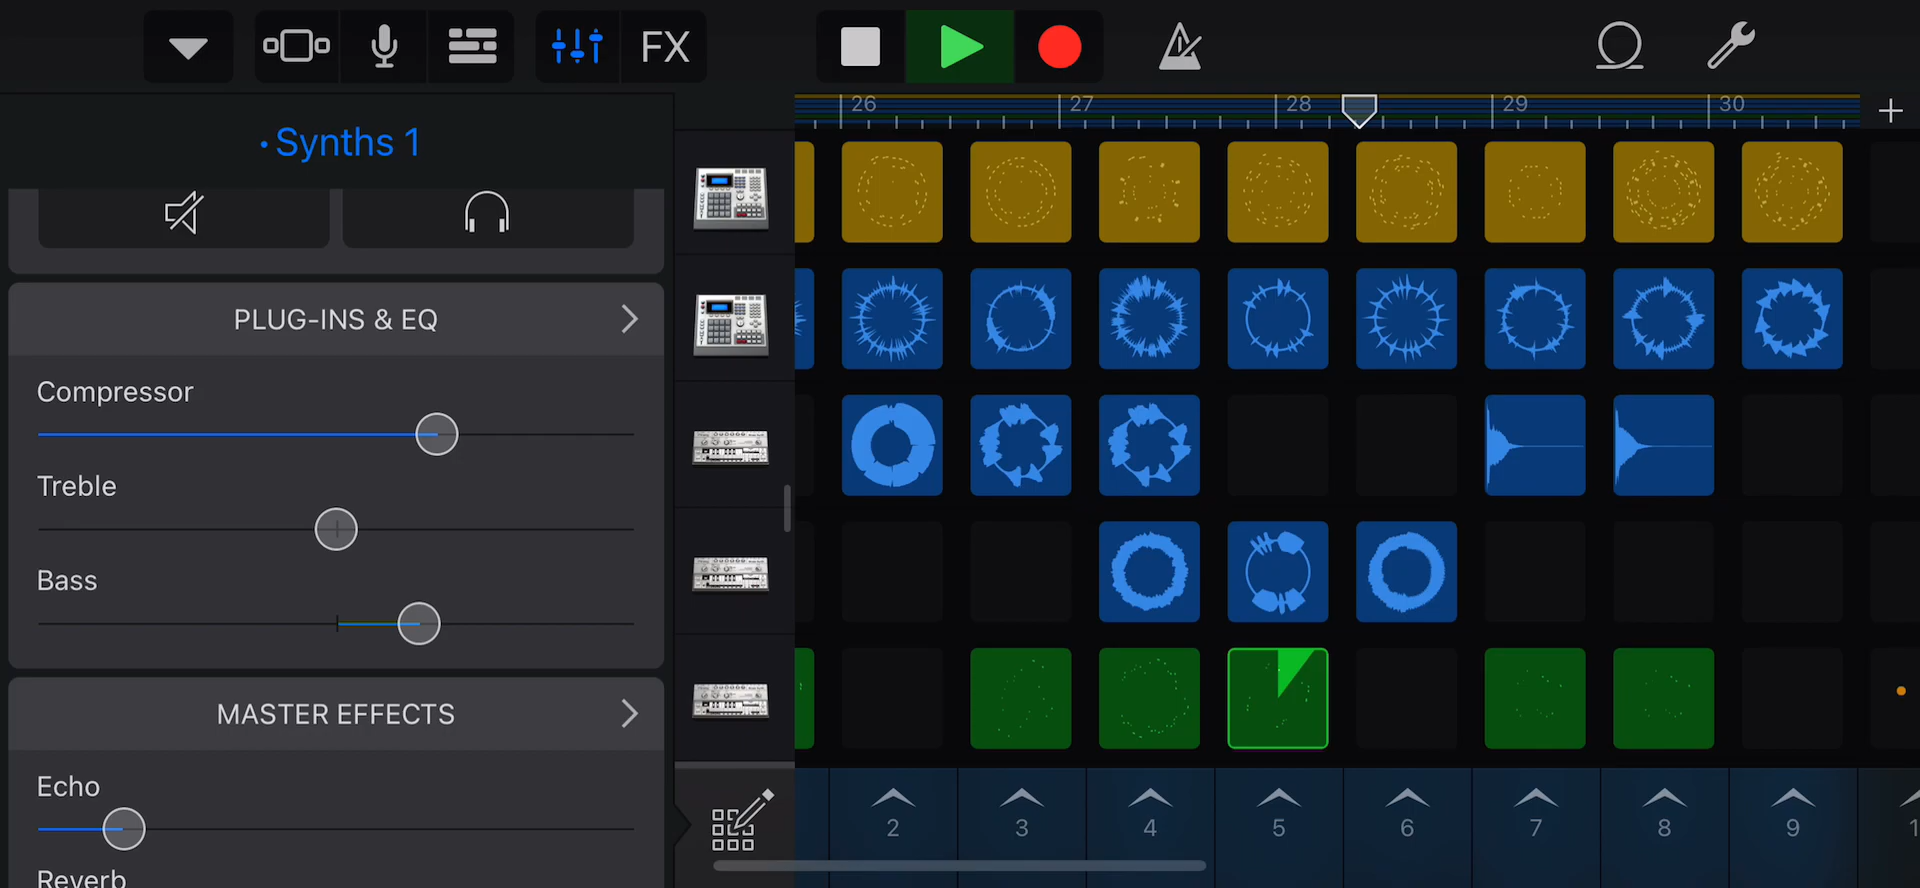 FX
26 27 28 29 30
• Synths 1
PLUG-INS & EQ
Compressor
Treble
Bass
MASTER EFFECTS
Echo
Reverb
2 3 4 5 6 7 8 9